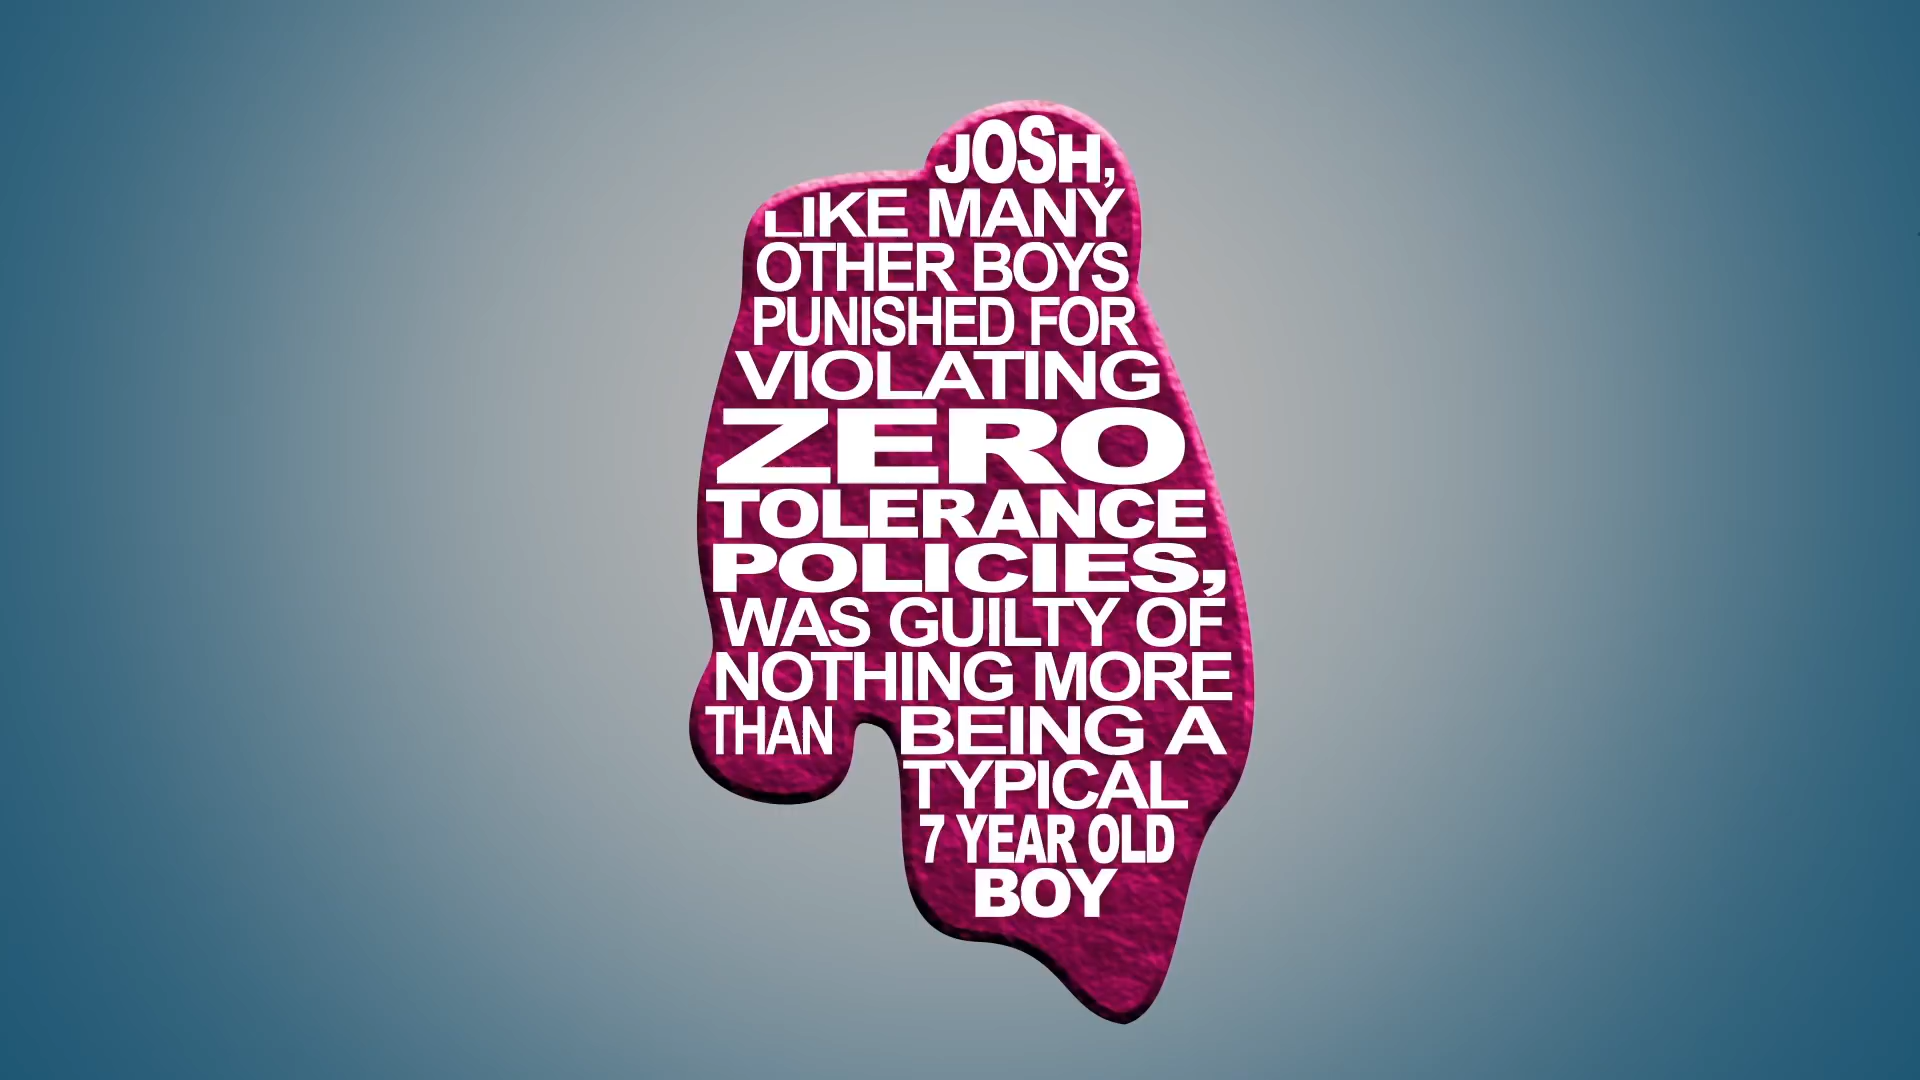 JOSH,
LIKE MANY
OTHER BOYS
PUNISHED FOR
VIOLATING
ZERO
TOLERANCE
POLICIES,
WAS GUILTY OF
NOTHING MORE
THAN BEING A
TYPICAL
7 YEAR OLD
BOY